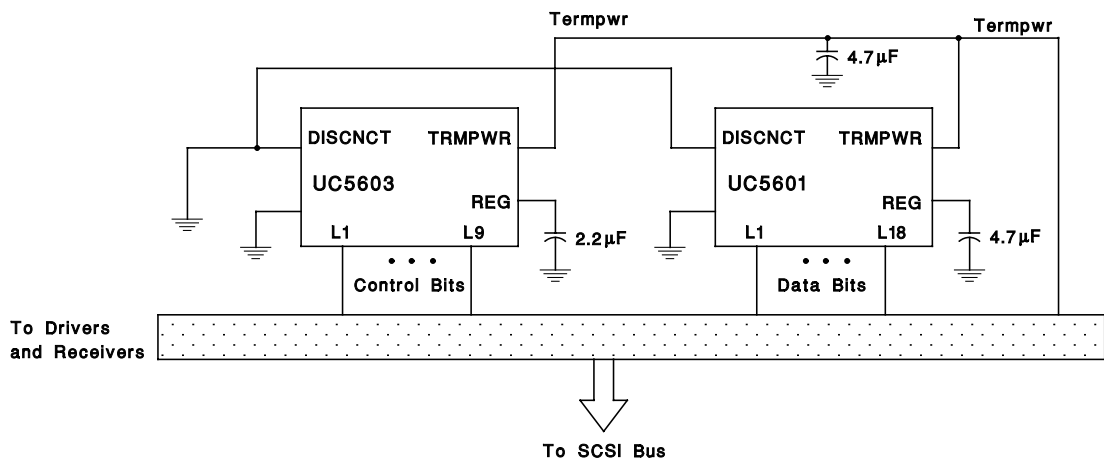 Termpwr
Termpwr
4.7µF
DISCNCT TRMPWR
UC5603
REG
L1 L9
2.2µF
Control Bits
DISCNCT TRMPWR
UC5601
REG
L1 L18
4.7µF
Data Bits
To Drivers
and Receivers
To SCSI Bus